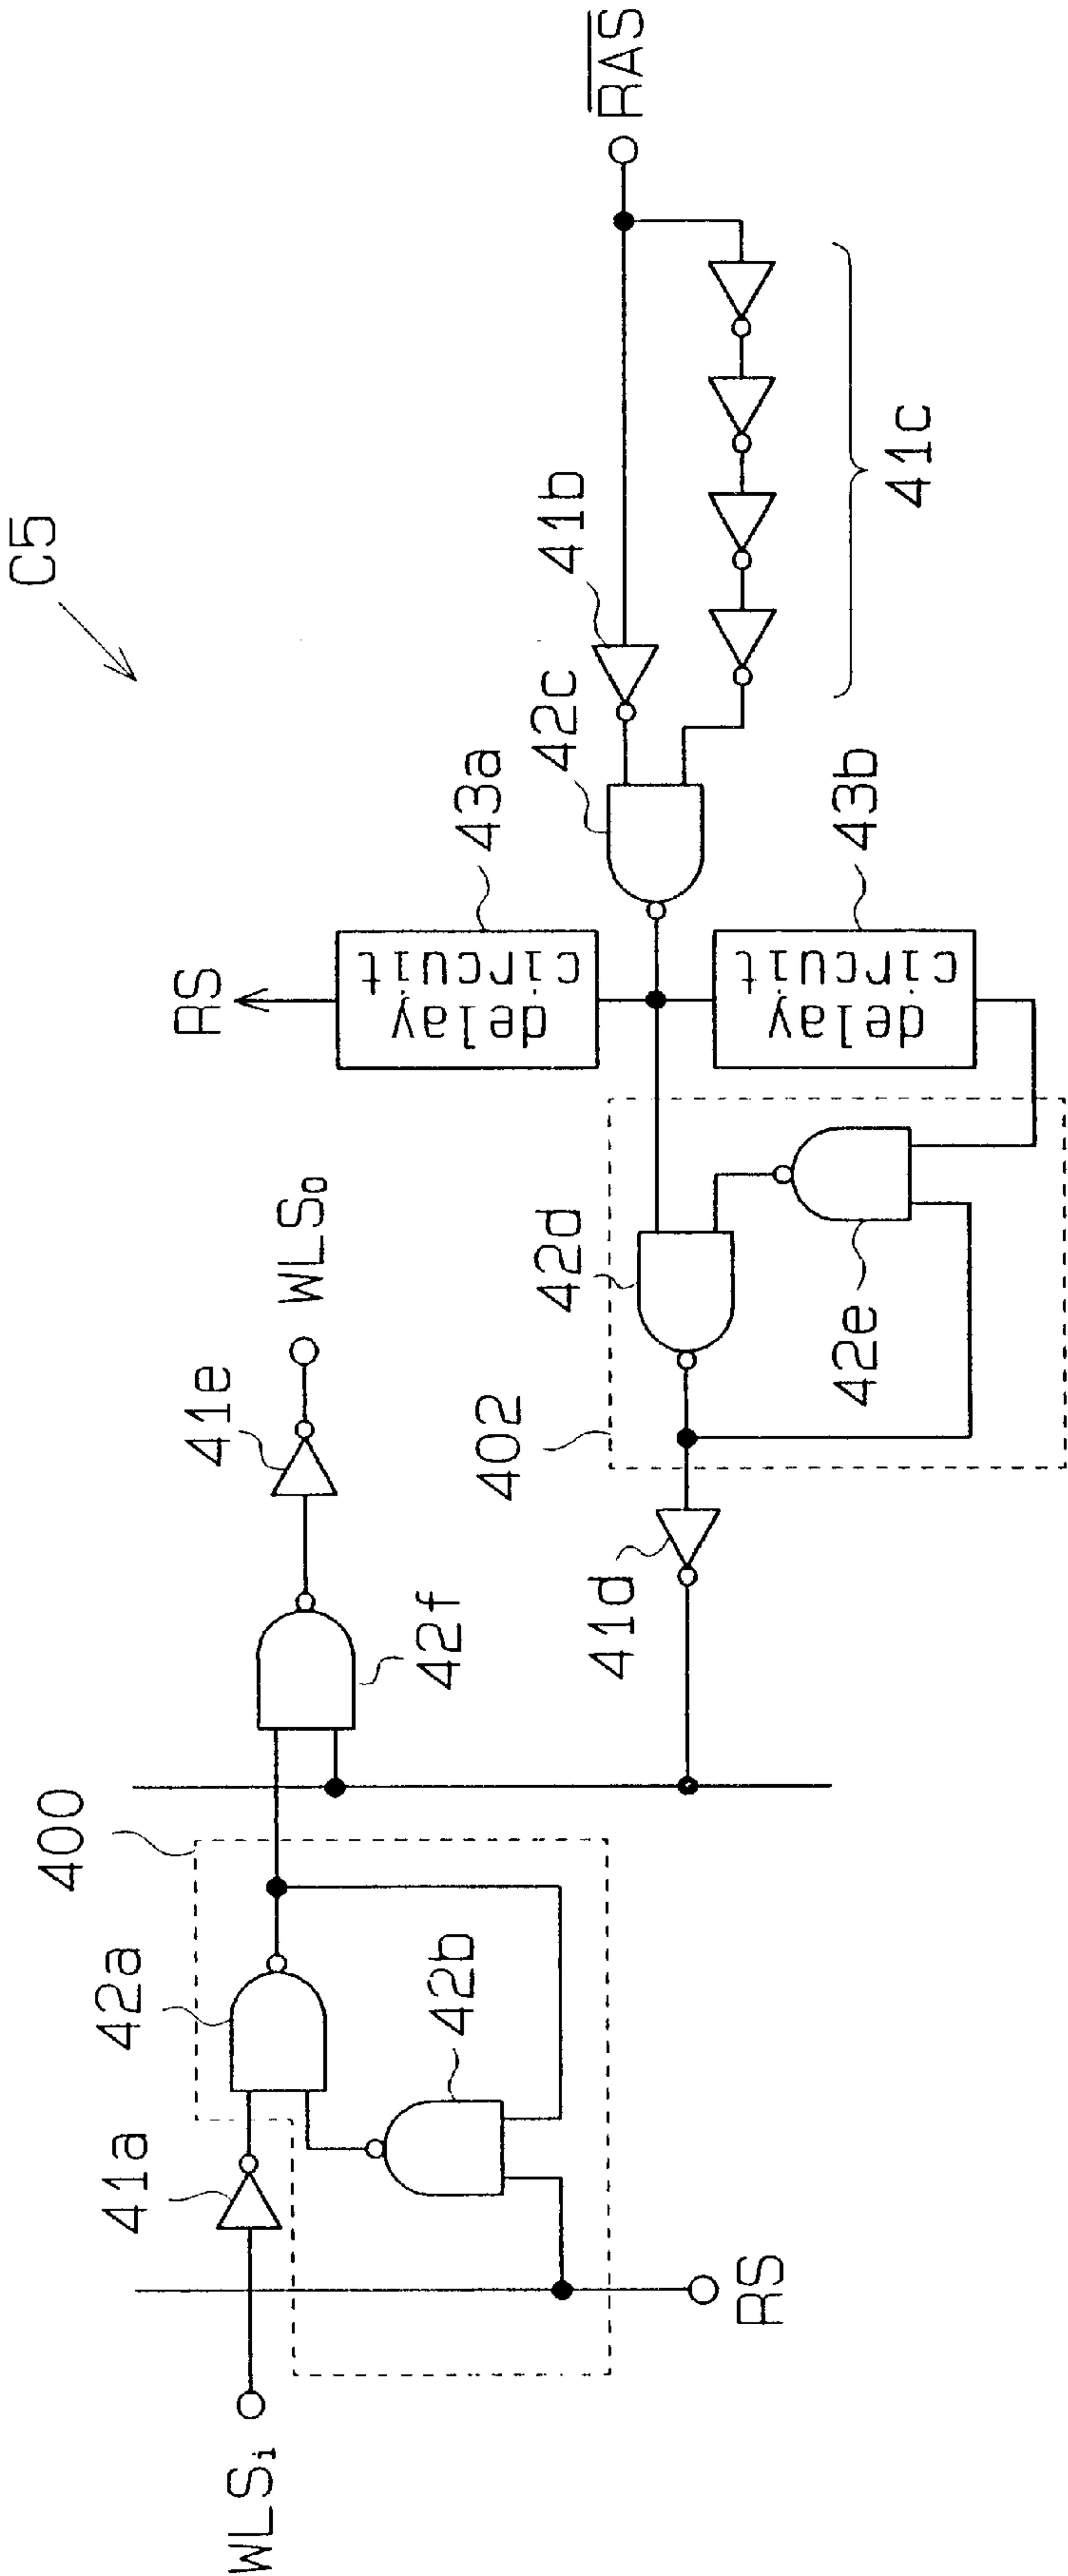 C5
WLSi
41a
42a
400
42b
RS
42f
41e
WLS0
41d
402
42d
42e
RS
delay
circuit
43a
delay
circuit
43b
42c
41b
41c
RAS